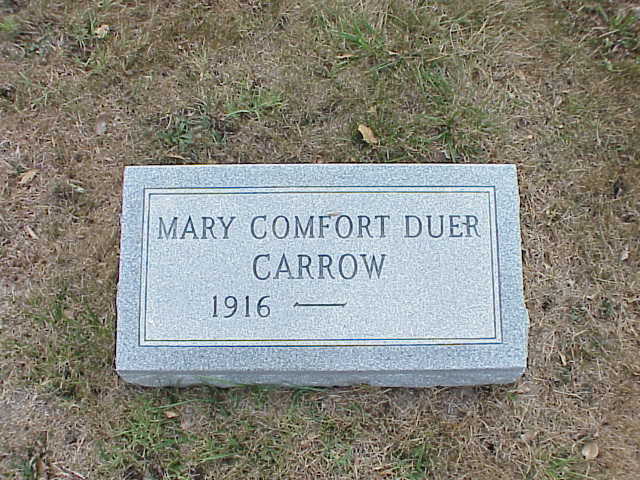 MARY COMFORT DUER
CARROW
1916 —